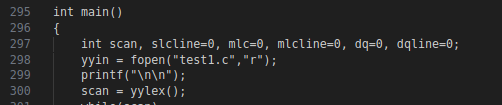 295 int main()
296 {
297 int scan, slcline=0, mlc=0, mlcline=0, dq=0, dqline=0;
298 yyin = fopen("test1.c","r");
299 printf("\n\n");
300 scan = yylex();
301 while(scan)